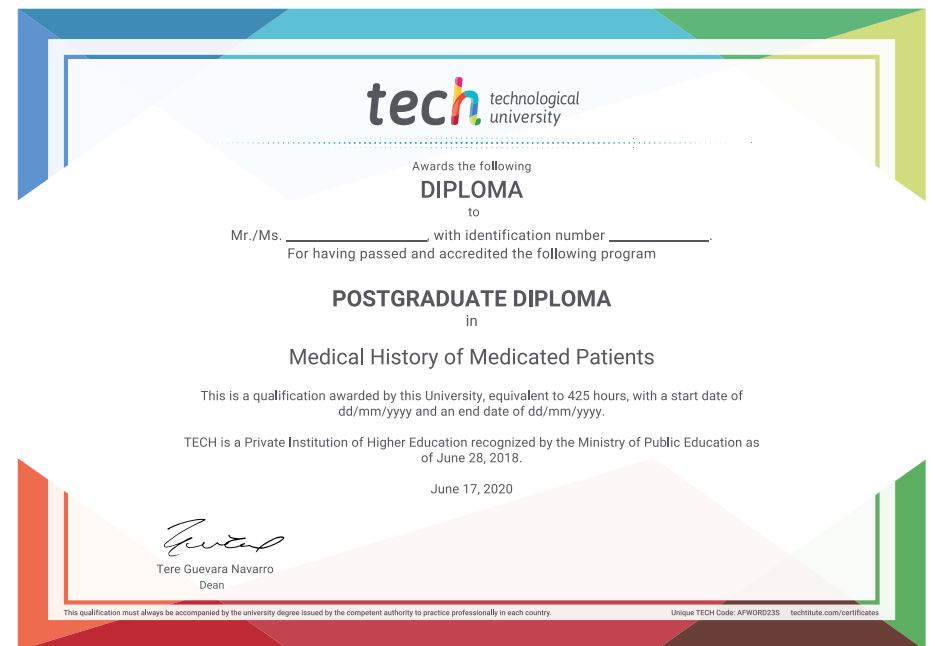 tech technological
university
Awards the following
DIPLOMA
to
Mr./Ms. ____________________, with identification number ______________.
For having passed and accredited the following program
POSTGRADUATE DIPLOMA
in
Medical History of Medicated Patients
This is a qualification awarded by this University, equivalent to 425 hours, with a start date of
dd/mm/yyyy and an end date of dd/mm/yyyy.
TECH is a Private Institution of Higher Education recognized by the Ministry of Public Education as
of June 28, 2018.
June 17, 2020
Tere Guevara Navarro
Dean
This qualification must always be accompanied by the university degree issued by the competent authority to practice professionally in each country. Unique TECH Code: AFWORD23S techtitute.com/certificates